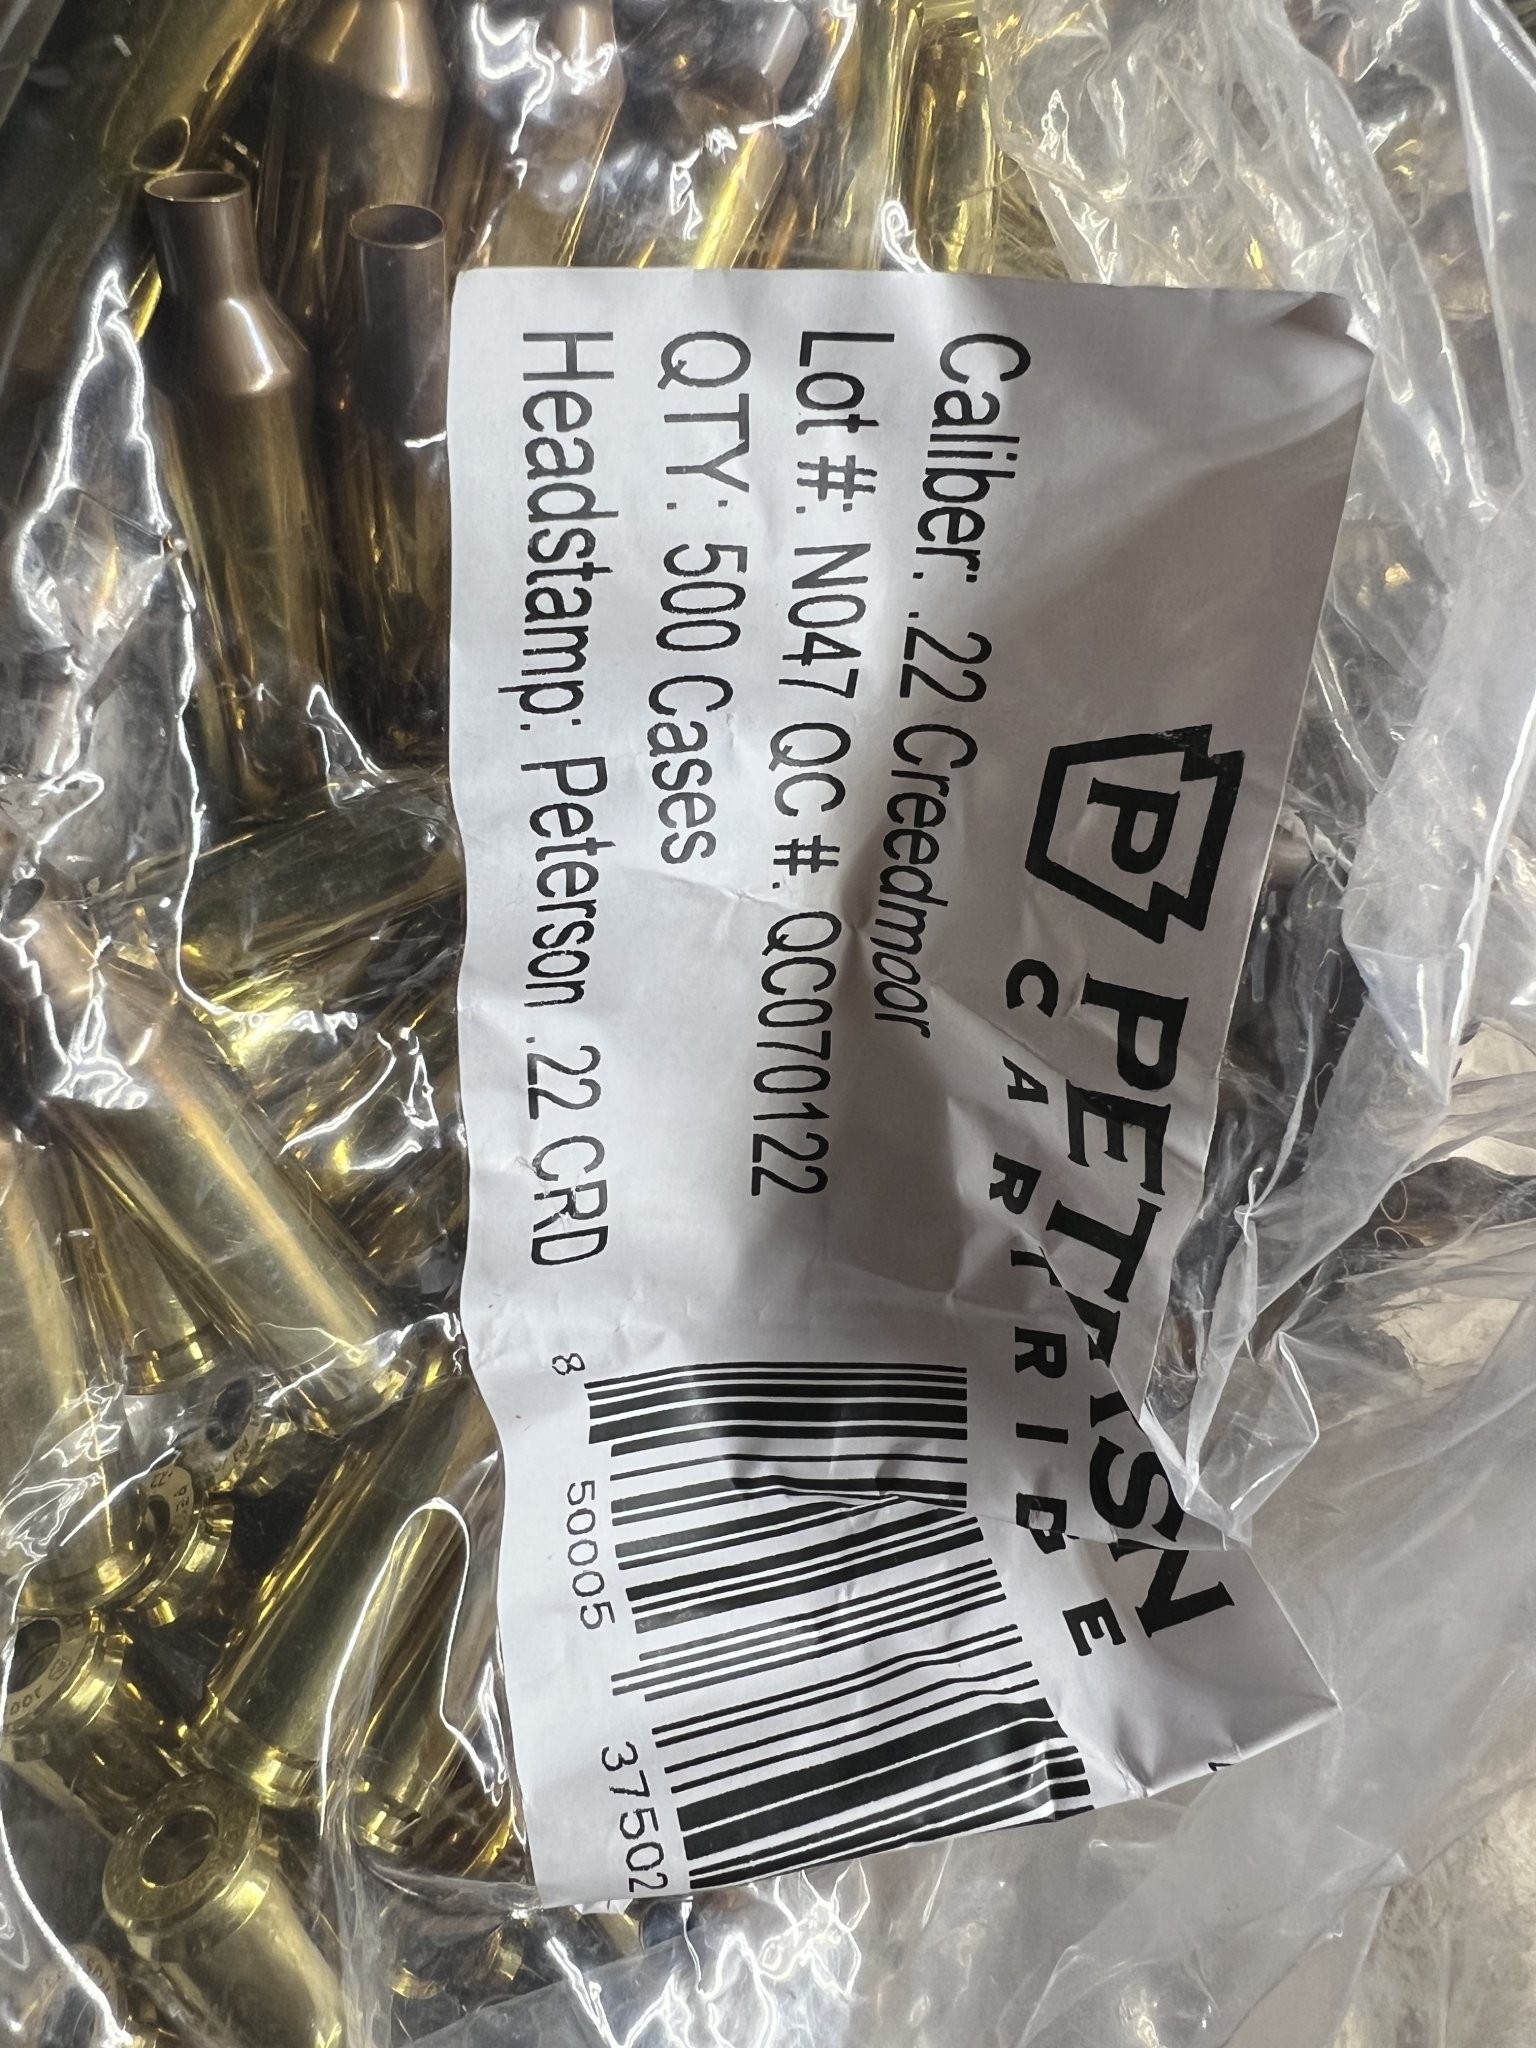 P PETERSON
CARTRIDGE
Caliber: .22 Creedmoor
Lot #: N047 QC #: QC070122
QTY: 500 Cases
Headstamp: Peterson .22 CRD
8 50005 37502